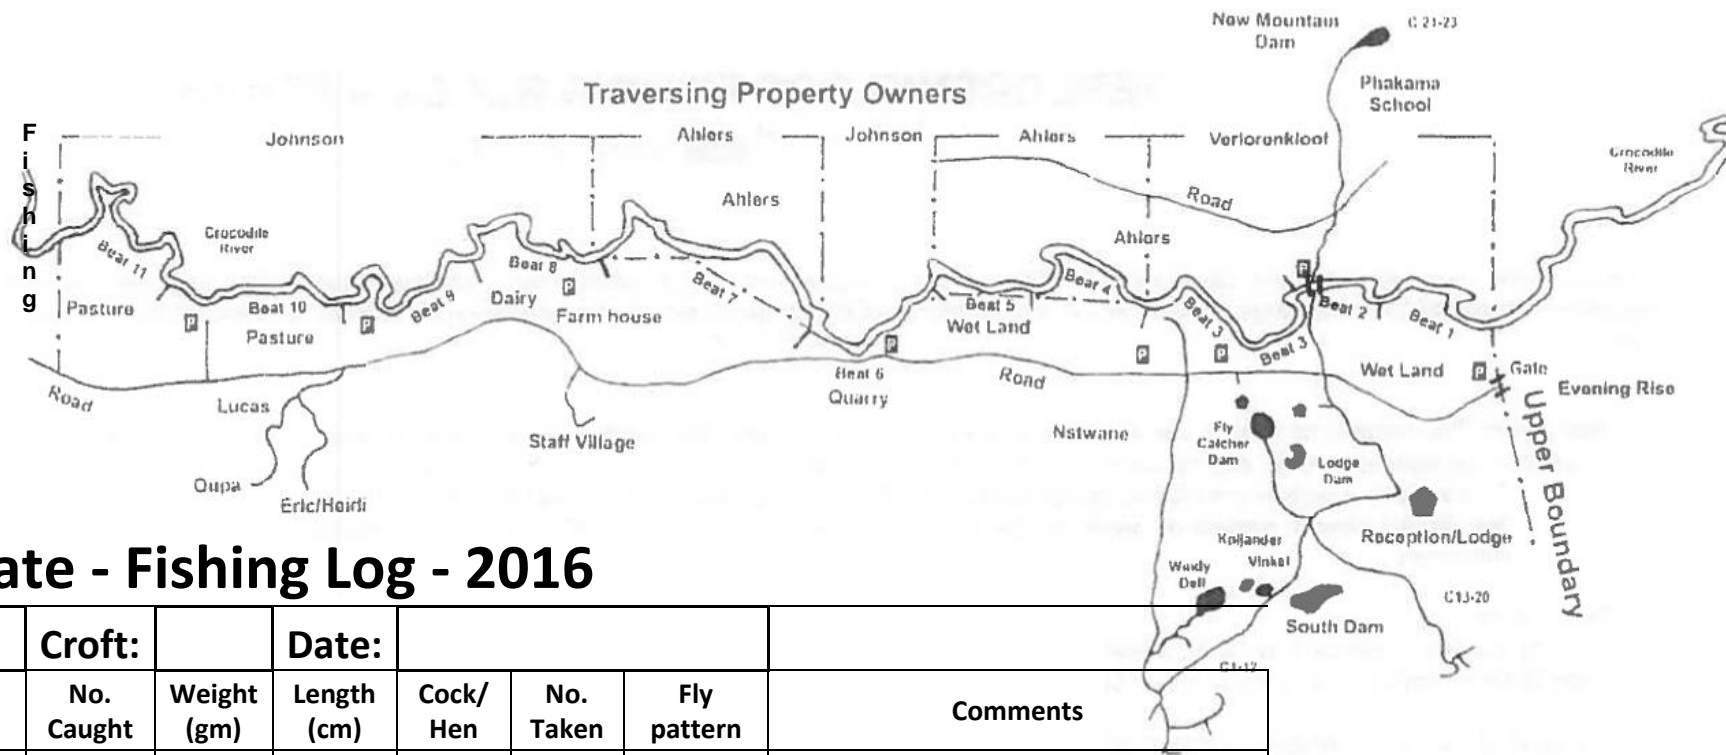 New Mountain
Dam
C 21-23
Phakama
School
Traversing Property Owners
Fishing
Johnson
Ahlers
Johnson
Ahlers
Verlorenkloof
Crocodile
River
Ahlers
Road
Crocodile
River
Ahlers
Beat 11
Beat 8
P
Beat 7
Beat 4
P
Pasture
Beat 10
P
P
Beat 9
Dairy
Farm house
Beat 5
Wet Land
Beat 3
Beat 2
Beat 1
Pasture
P
P
P
Beat 3
Beat 6
Quarry
Road
Wet Land
P
Gate
Evening Rise
Road
Lucas
Staff Village
Nstwane
Fly
Catcher
Dam
Lodge
Dam
Upper Boundary
Oupa
Eric/Heidi
Reception/Lodge
ate - Fishing Log - 2016
Vinkel
C13-20
South Dam
C1-12
Croft:
Date:
No.
Caught
Weight
(gm)
Length
(cm)
Cock/
Hen
No.
Taken
Fly
pattern
Comments